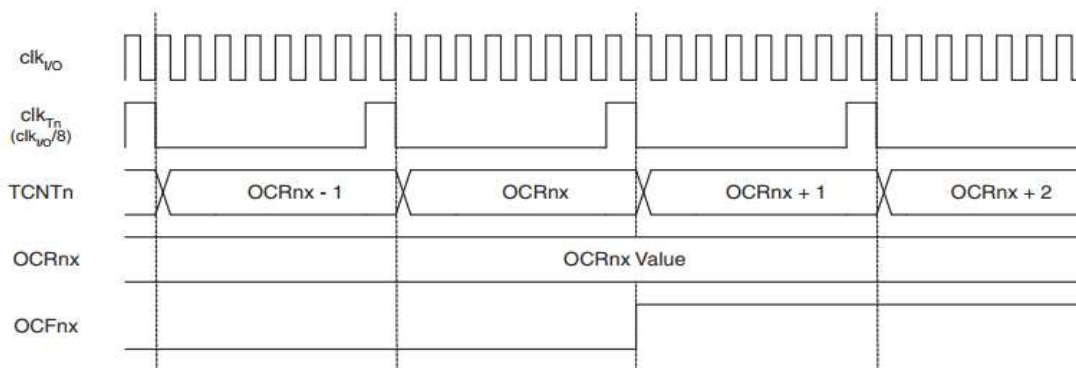 clkI/O
clkTn
(clkI/O/8)
TCNTn OCRnx - 1 OCRnx OCRnx + 1 OCRnx + 2
OCRnx OCRnx Value
OCFnx